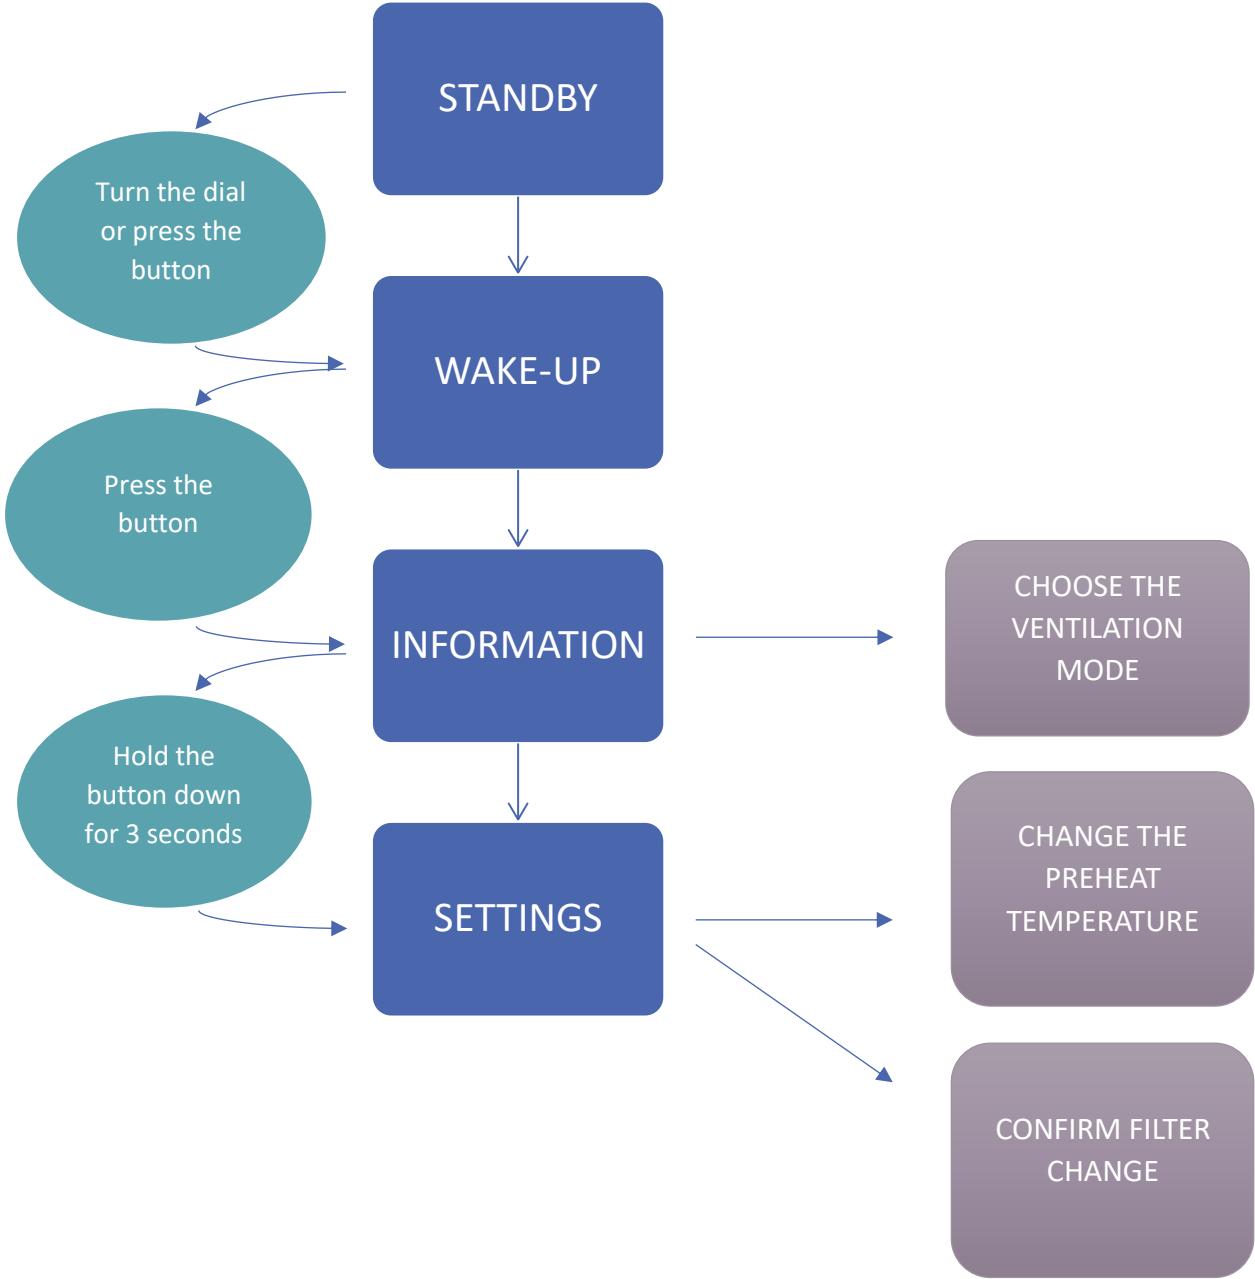 STANDBY
Turn the dial
or press the
button
WAKE-UP
Press the
button
INFORMATION
CHOOSE THE
VENTILATION
MODE
Hold the
button down
for 3 seconds
SETTINGS
CHANGE THE
PREHEAT
TEMPERATURE
CONFIRM FILTER
CHANGE